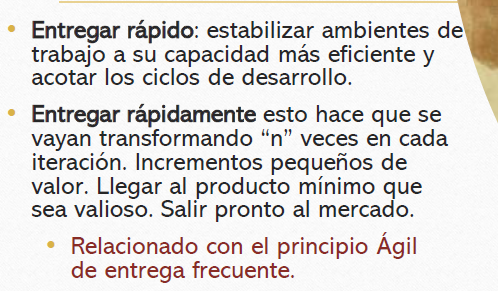 • Entregar rápido: estabilizar ambientes de
trabajo a su capacidad más eficiente y
acotar los ciclos de desarrollo.
• Entregar rápidamente esto hace que se
vayan transformando “n” veces en cada
iteración. Incrementos pequeños de
valor. Llegar al producto mínimo que
sea valioso. Salir pronto al mercado.
• Relacionado con el principio Ágil
de entrega frecuente.